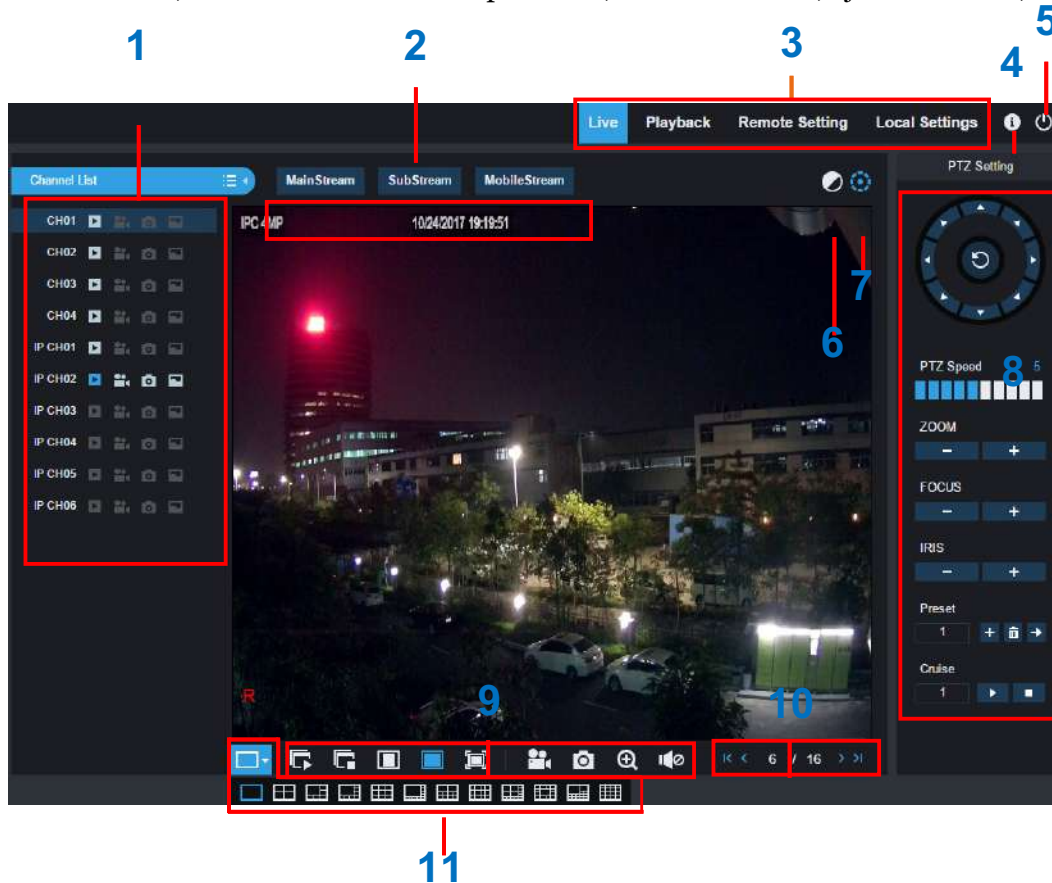 1
2
3
4
5
Live Playback Remote Setting Local Settings
Channel List
MainStream SubStream MobileStream
PTZ Setting
CH01
CH02
CH03
CH04
IP CH01
IP CH02
IP CH03
IP CH04
IP CH05
IP CH06
IPC 4MP 10/24/2017 19:19:51
6
7
8
PTZ Speed 5
ZOOM
- +
FOCUS
- +
IRIS
- +
Preset
1
Cruise
1
R
9
10
6 / 16
11